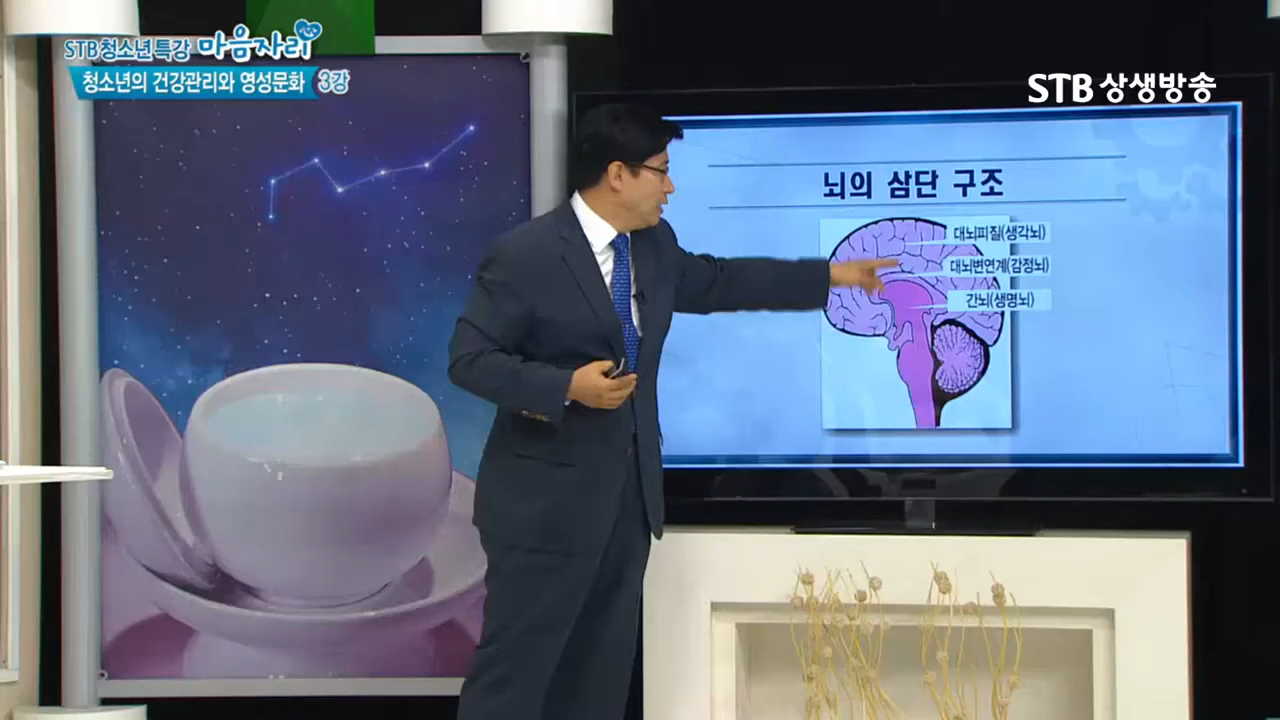 STB청소년특강 마음자리
청소년의 건강관리와 영성문화 3강
STB 상생방송
뇌의 삼단 구조
대뇌피질(생각뇌)
대뇌변연계(감정뇌)
간뇌(생명뇌)